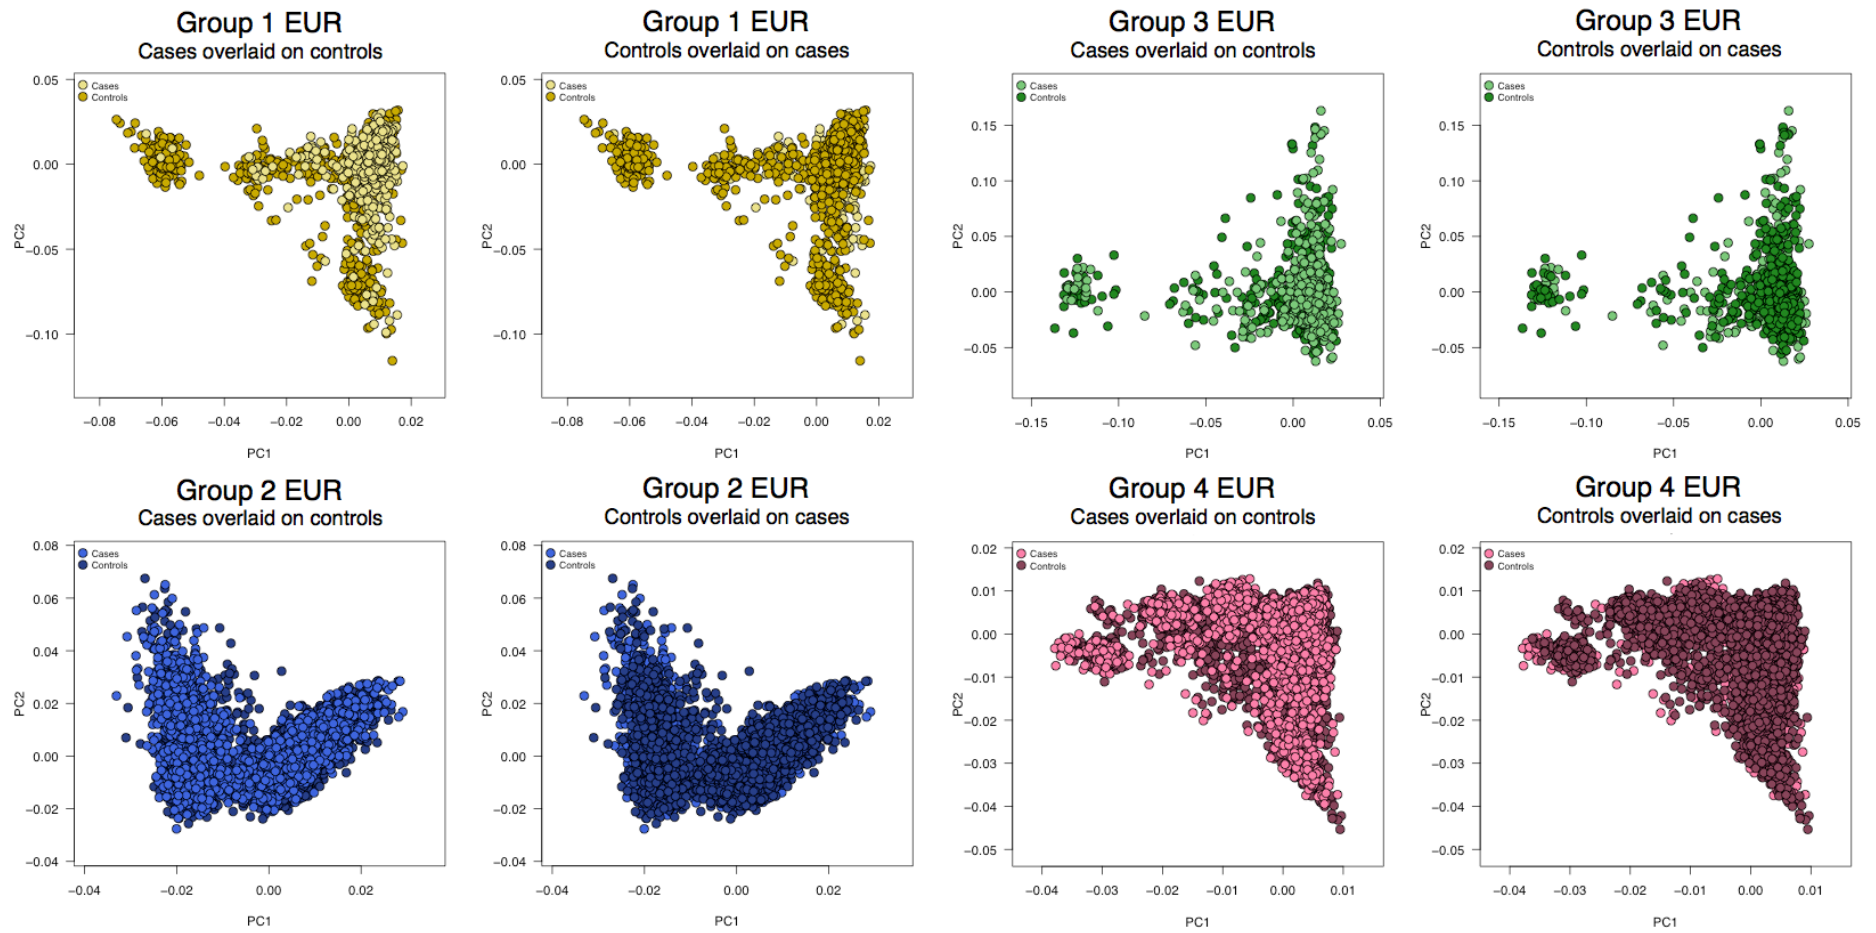 Group 1 EUR
Cases overlaid on controls
Cases
Controls
0.05
0.00
−0.05
−0.10
PC2
−0.08 −0.06 −0.04 −0.02 0.00 0.02
PC1
Group 1 EUR
Controls overlaid on cases
Cases
Controls
0.05
0.00
−0.05
−0.10
PC2
−0.08 −0.06 −0.04 −0.02 0.00 0.02
PC1
Group 3 EUR
Cases overlaid on controls
Cases
Controls
0.15
0.10
0.05
0.00
−0.05
PC2
−0.15 −0.10 −0.05 0.00 0.05
PC1
Group 3 EUR
Controls overlaid on cases
Cases
Controls
0.15
0.10
0.05
0.00
−0.05
PC2
−0.15 −0.10 −0.05 0.00 0.05
PC1
Group 2 EUR
Cases overlaid on controls
Cases
Controls
0.08
0.06
0.04
0.02
0.00
−0.02
−0.04
PC2
−0.04 −0.02 0.00 0.02
PC1
Group 2 EUR
Controls overlaid on cases
Cases
Controls
0.08
0.06
0.04
0.02
0.00
−0.02
−0.04
PC2
−0.04 −0.02 0.00 0.02
PC1
Group 4 EUR
Cases overlaid on controls
Cases
Controls
0.02
0.01
0.00
−0.01
−0.02
−0.03
−0.04
−0.05
PC2
−0.04 −0.03 −0.02 −0.01 0.00 0.01
PC1
Group 4 EUR
Controls overlaid on cases
Cases
Controls
0.02
0.01
0.00
−0.01
−0.02
−0.03
−0.04
−0.05
PC2
−0.04 −0.03 −0.02 −0.01 0.00 0.01
PC1